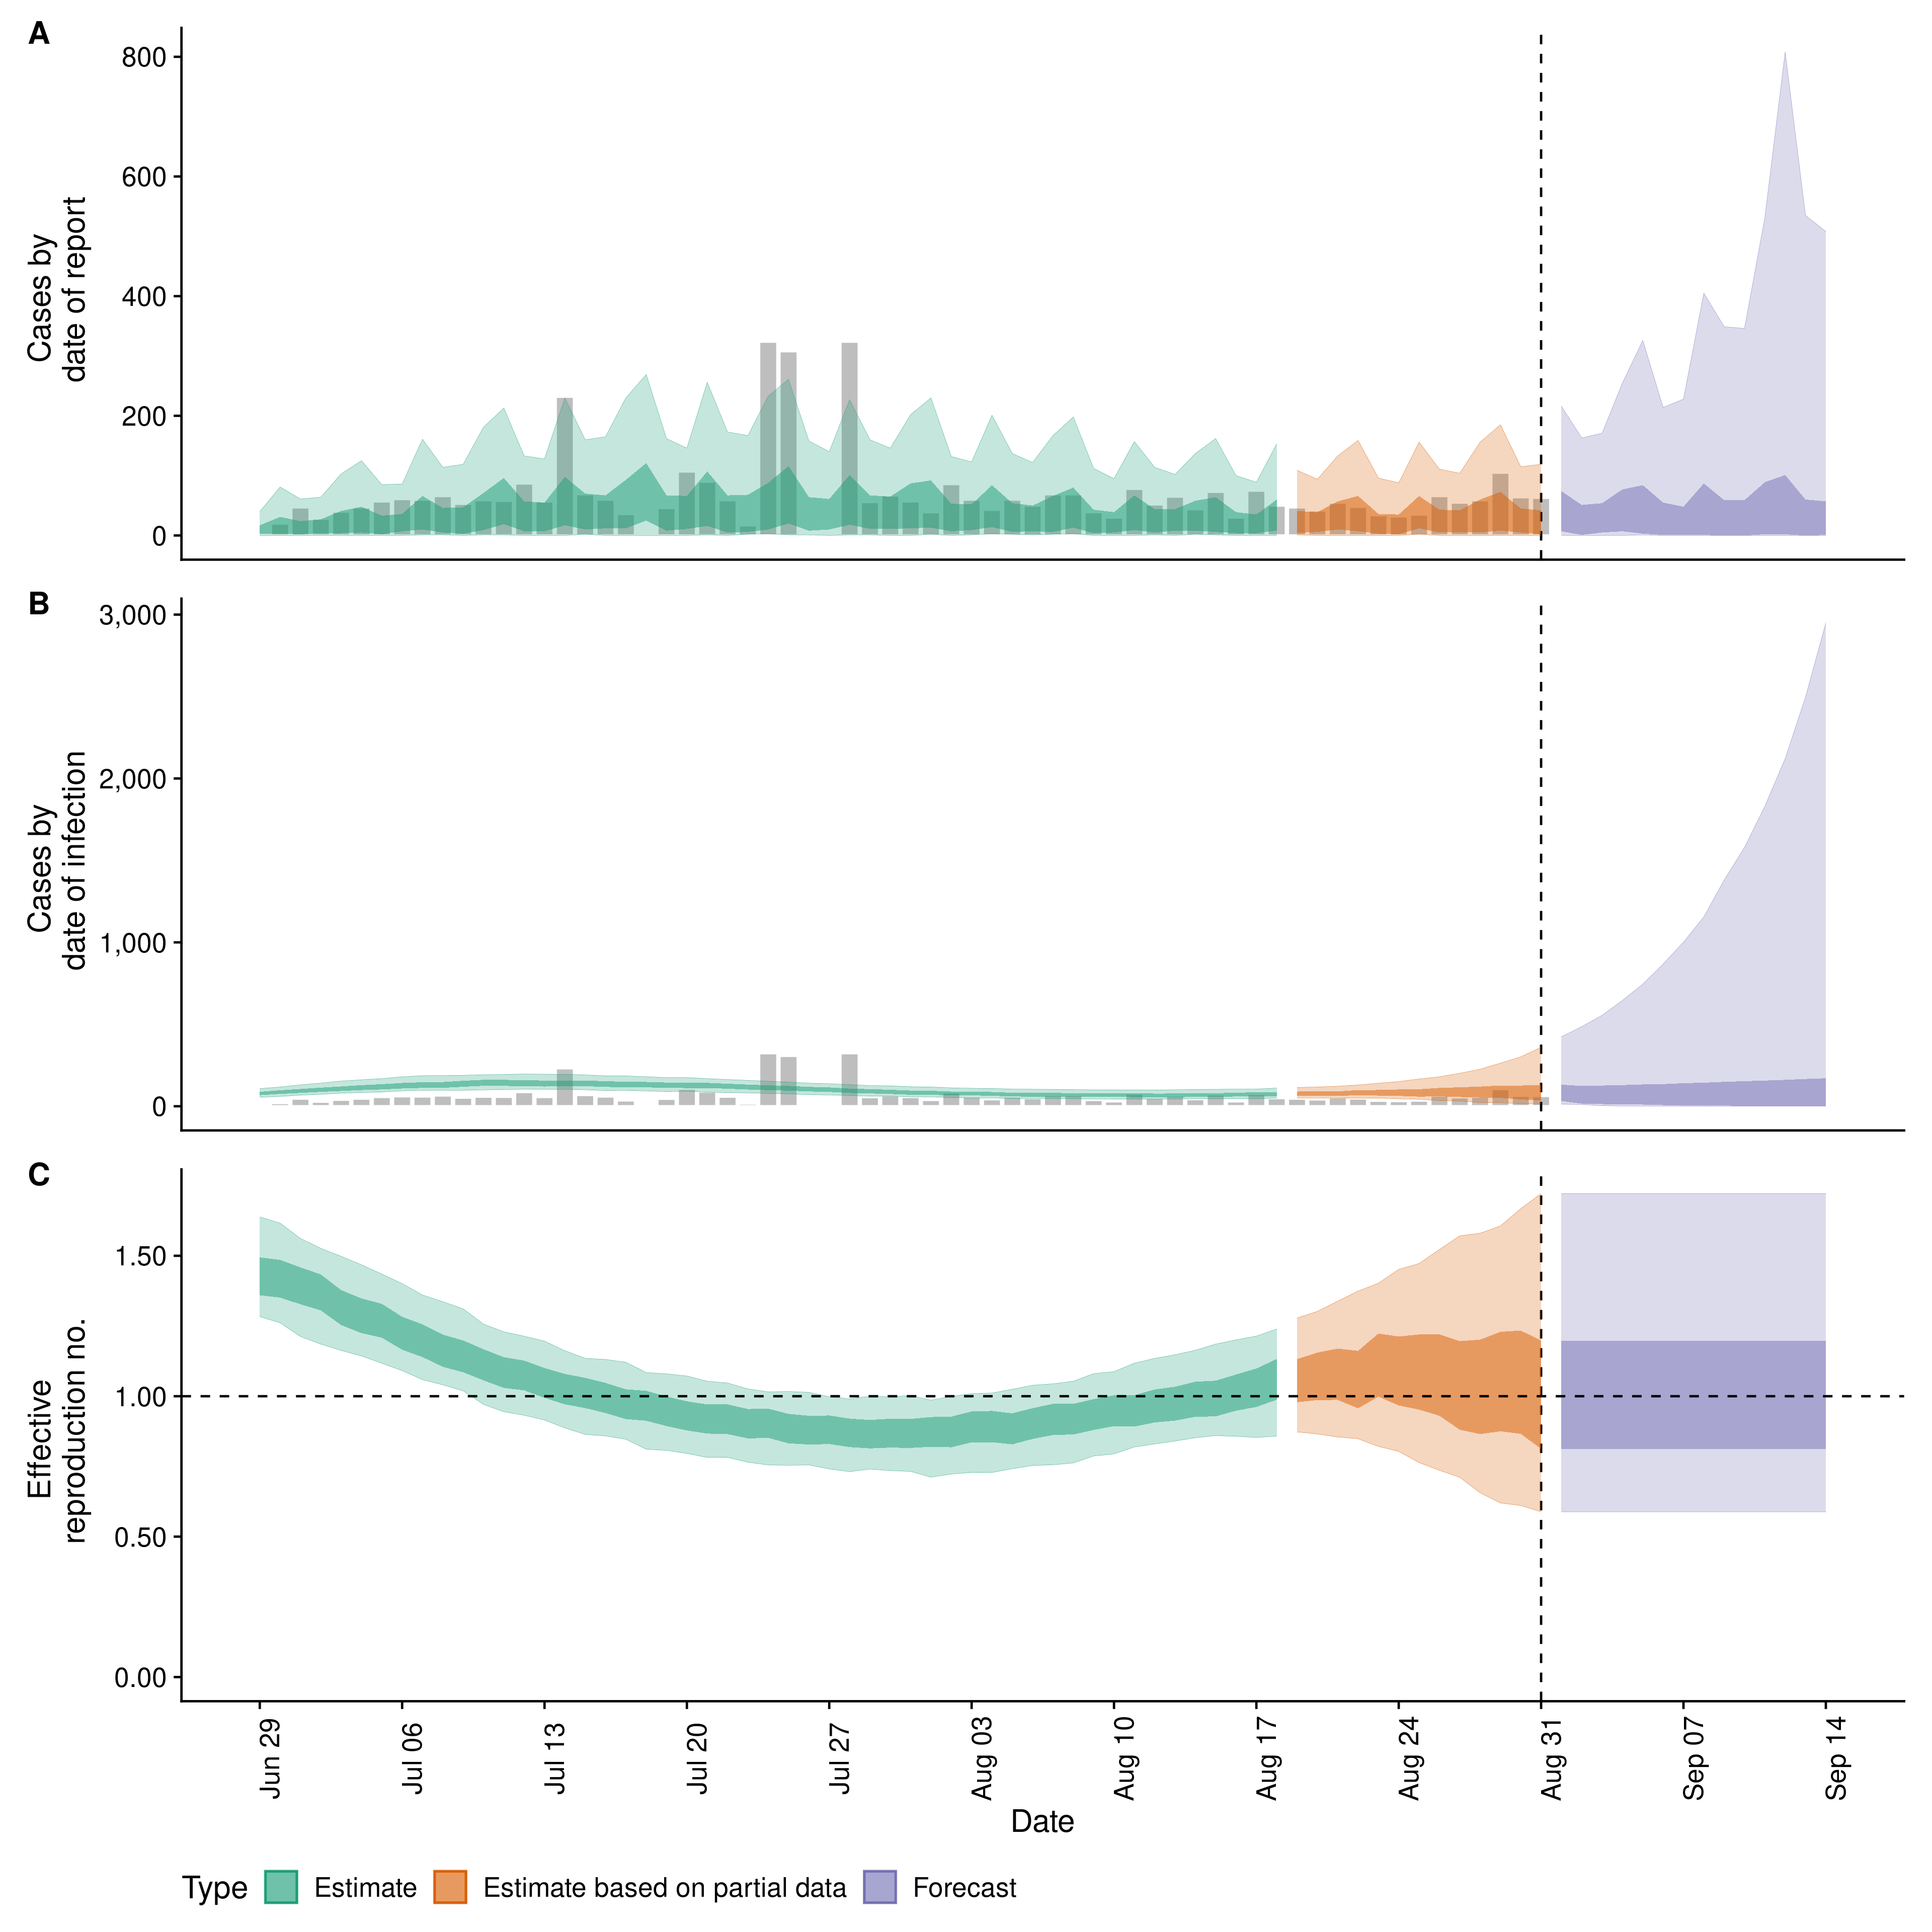 A
Cases by
date of report
800
600
400
200
0
B
Cases by
date of infection
3,000
2,000
1,000
0
C
Effective
reproduction no.
1.50
1.00
0.50
0.00
Jun 29
Jul 06
Jul 13
Jul 20
Jul 27
Aug 03
Aug 10
Aug 17
Aug 24
Aug 31
Sep 07
Sep 14
Date
Type Estimate Estimate based on partial data Forecast